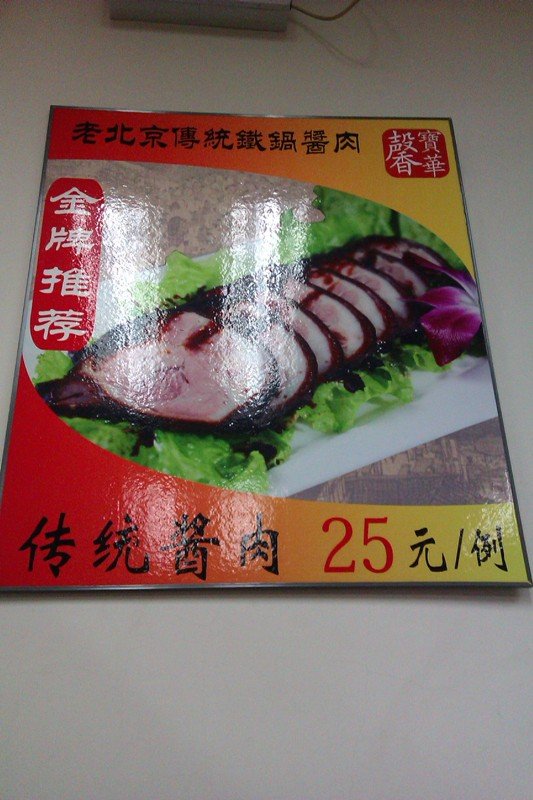 老北京傳統鐵鍋醬肉
寶華
馨香
金牌推荐
传统酱肉 25元/例